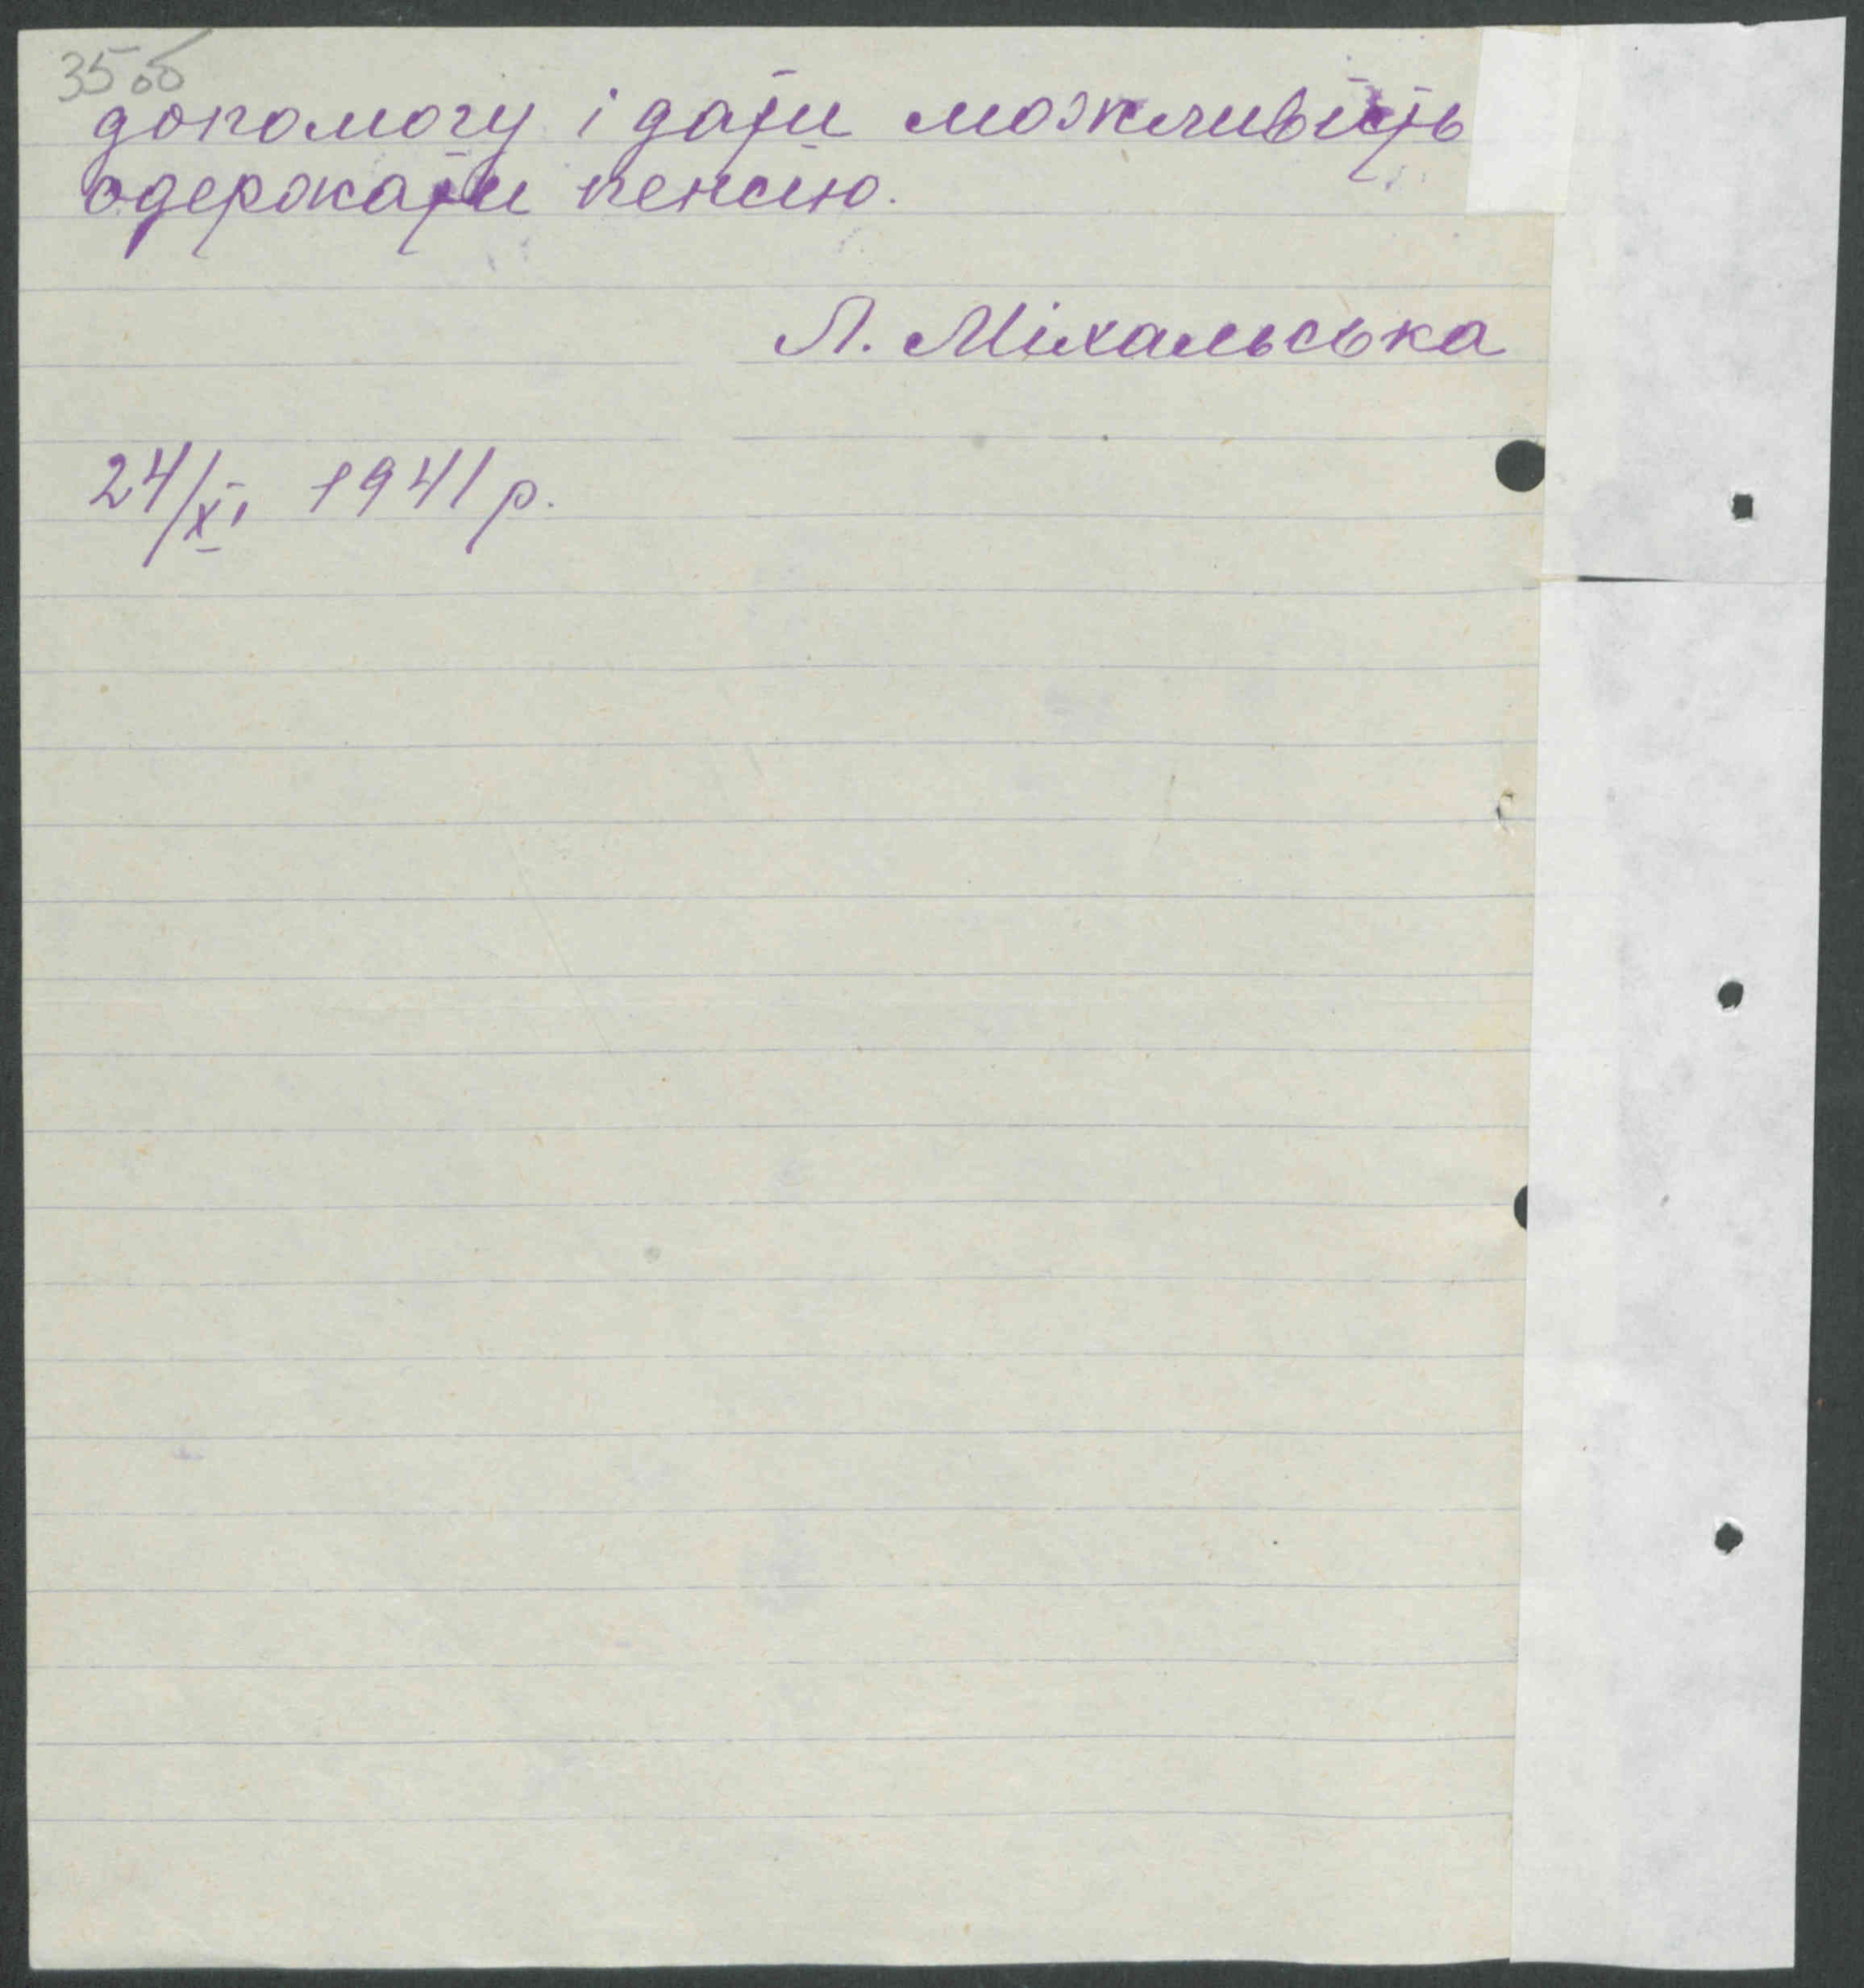 35об
допомогу і дати можливість
одержати пенсію.
Л. Міхальська
24/XI 1941 р.